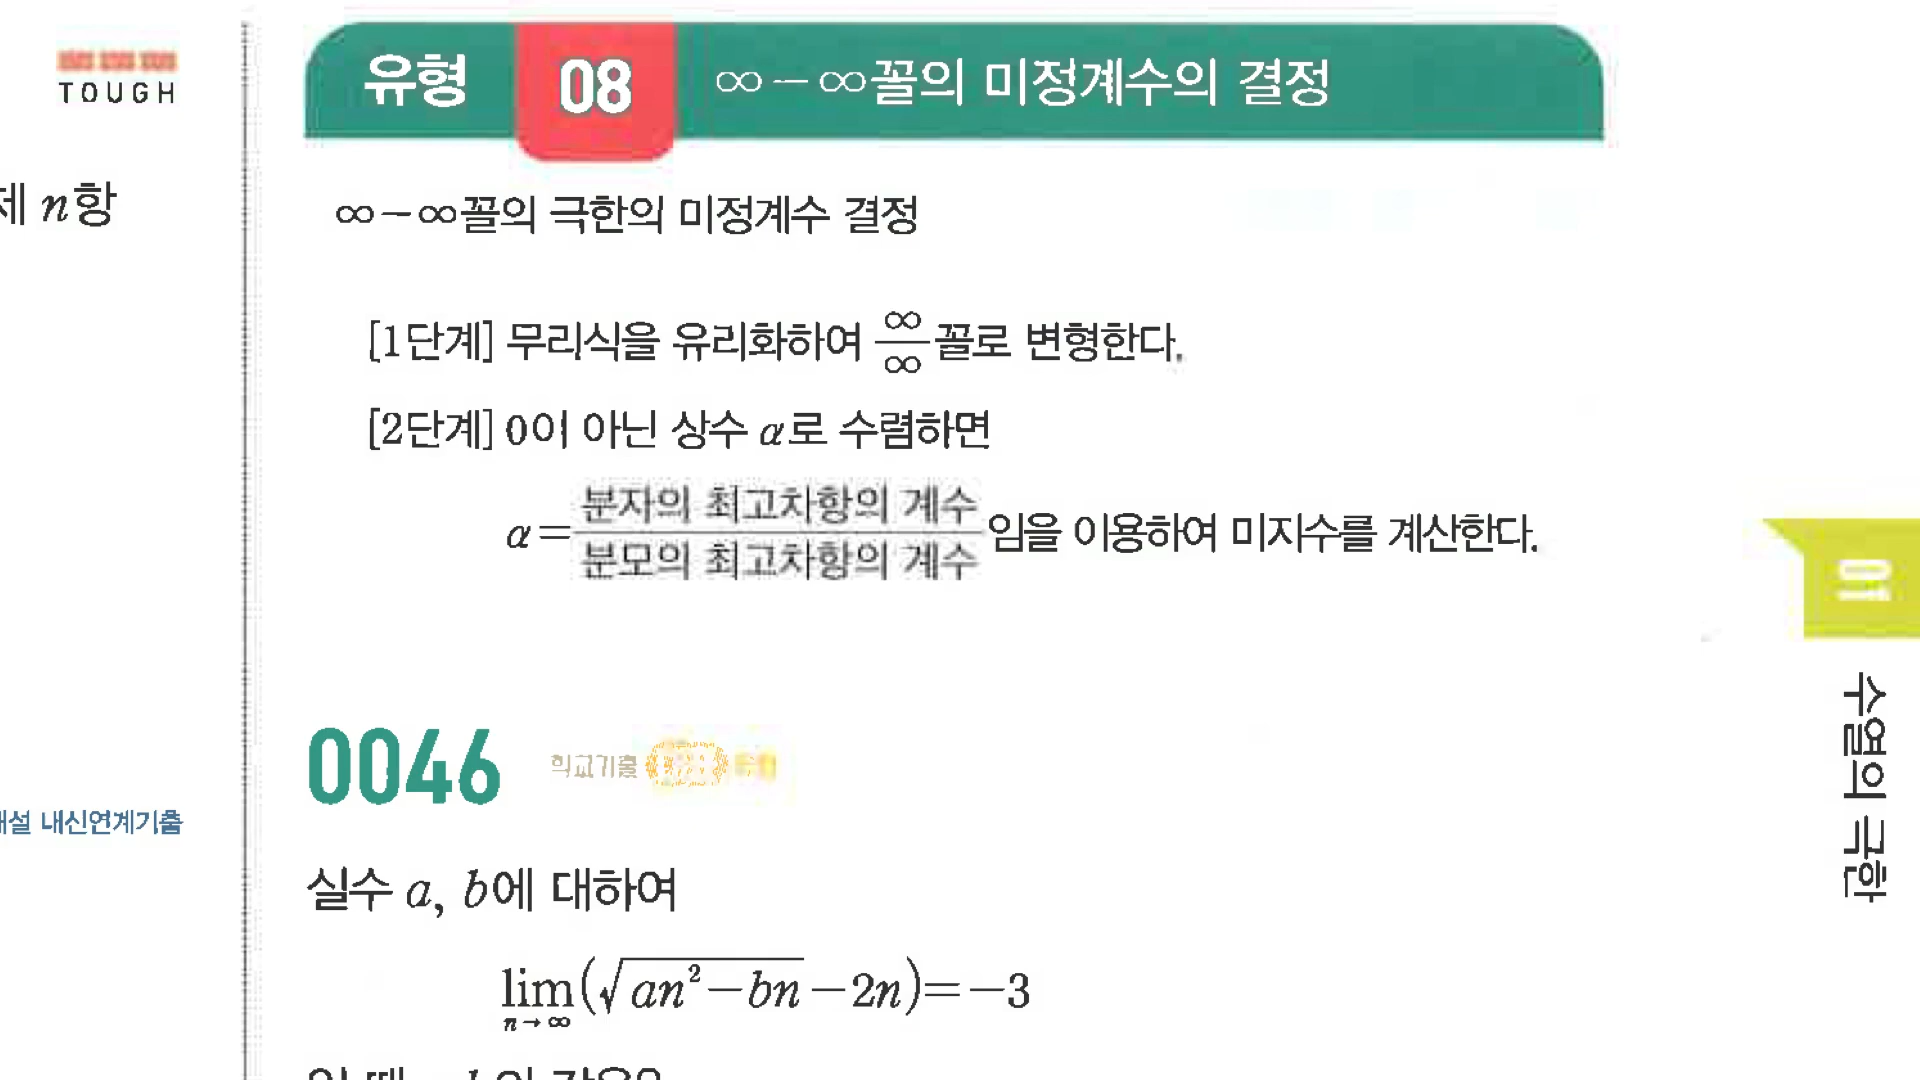 TOUGH
제 n항
해설 내신연계기출
유형 08 ∞-∞꼴의 미정계수의 결정
∞-∞꼴의 극한의 미정계수 결정
[1단계] 무리식을 유리화하여 ∞/∞ 꼴로 변형한다.
[2단계] 0이 아닌 상수 α로 수렴하면
α = 분자의 최고차항의 계수/분모의 최고차항의 계수 임을 이용하여 미지수를 계산한다.
0046 학교기출
실수 a, b에 대하여
lim_{n→∞}(√(an²-bn)-2n)=-3
01
수열의 극한